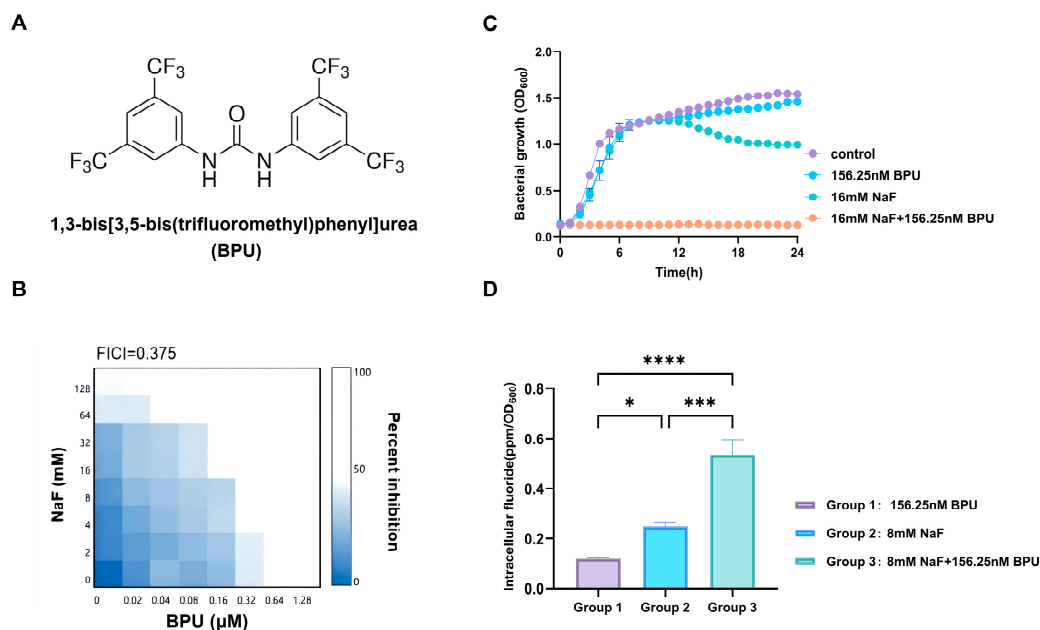 A
CF3
CF3
F3C
O
N
H
N
H
CF3
1,3-bis[3,5-bis(trifluoromethyl)phenyl]urea
(BPU)
B
FICI=0.375
NaF (mM)
128
64
32
16
8
4
2
0
0 0.02 0.04 0.08 0.16 0.32 0.64 1.28
BPU (μM)
100
50
0
Percent inhibition
C
Bacterial growth (OD600)
2.0
1.5
1.0
0.5
0.0
0 6 12 18 24
Time(h)
control
156.25nM BPU
16mM NaF
16mM NaF+156.25nM BPU
D
Intracellular fluoride(ppm/OD600)
0.8
0.6
0.4
0.2
0.0
****
* ***
Group 1 Group 2 Group 3
Group 1: 156.25nM BPU
Group 2: 8mM NaF
Group 3: 8mM NaF+156.25nM BPU